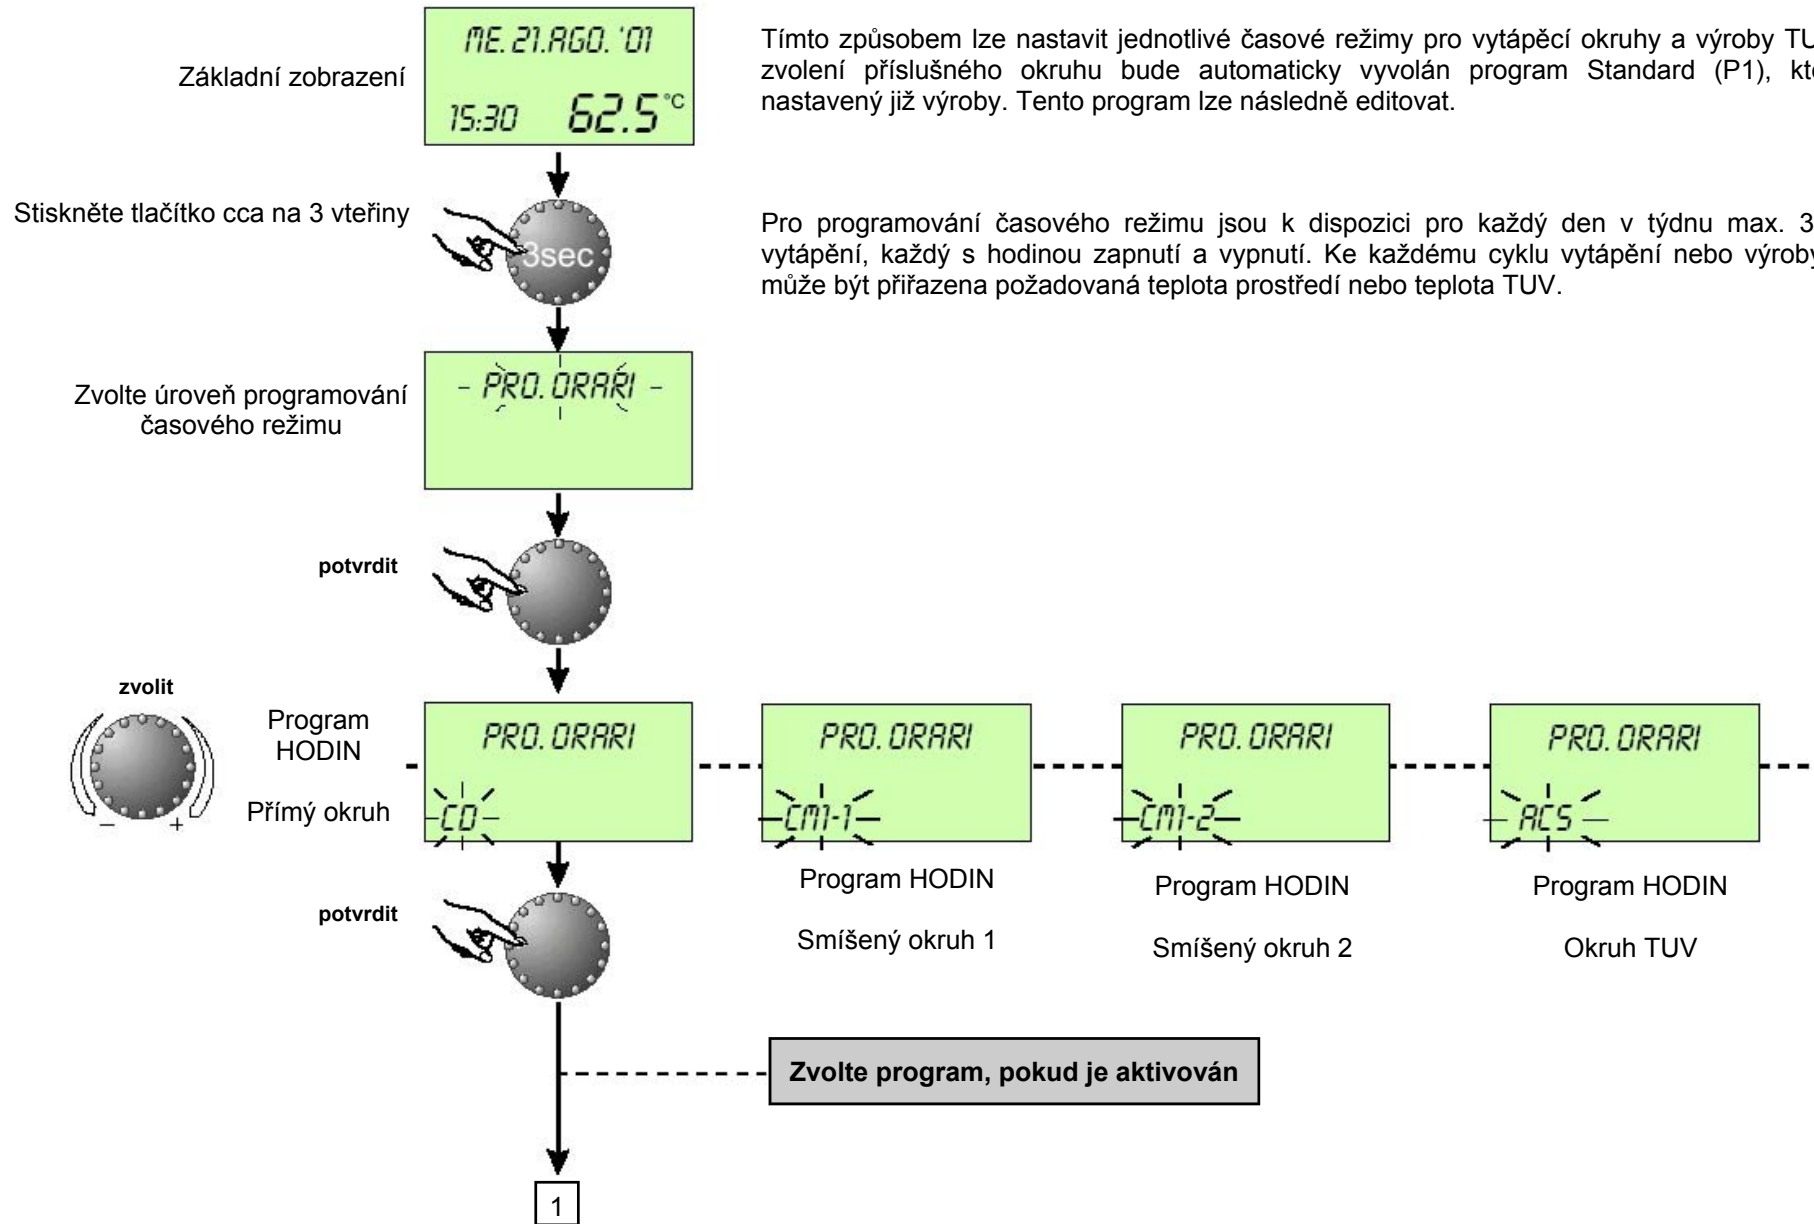 ME. 21.AGO. '01
Základní zobrazení
15:30 62.5 °C
Tímto způsobem lze nastavit jednotlivé časové režimy pro vytápěcí okruhy a výroby
zvolení příslušného okruhu bude automaticky vyvolán program Standard (P1),
nastavený již výroby. Tento program lze následně editovat.
Stiskněte tlačítko cca na 3 vteřiny
3sec
Pro programování časového režimu jsou k dispozici pro každý den v týdnu max. 3
vytápění, každý s hodinou zapnutí a vypnutí. Ke každému cyklu vytápění nebo výroby
může být přiřazena požadovaná teplota prostředí nebo teplota TUV.
Zvolte úroveň programování
časového režimu
- PRO. ORARI -
potvrdit
zvolit
- +
Program
HODIN
Přímý okruh
PRO. ORARI
CD
PRO. ORARI
CM1-1
PRO. ORARI
CM1-2
PRO. ORARI
ACS
Program HODIN
Smíšený okruh 1
Program HODIN
Smíšený okruh 2
Program HODIN
Okruh TUV
potvrdit
Zvolte program, pokud je aktivován
1